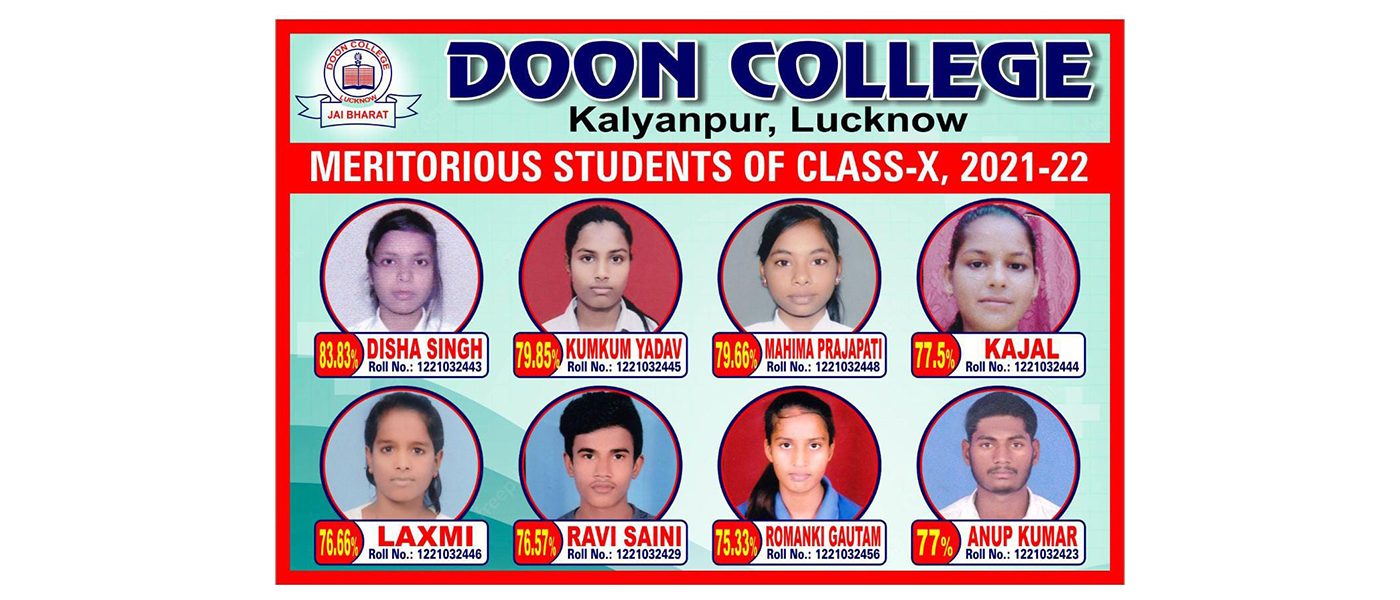 DOON COLLEGE
LUCKNOW
JAI BHARAT
DOON COLLEGE
Kalyanpur, Lucknow
MERITORIOUS STUDENTS OF CLASS-X, 2021-22
83.83% DISHA SINGH
Roll No.: 1221032443
79.85% KUMKUM YADAV
Roll No.: 1221032445
79.66% MAHIMA PRAJAPATI
Roll No.: 1221032448
77.5% KAJAL
Roll No.: 1221032444
76.66% LAXMI
Roll No.: 1221032446
76.57% RAVI SAINI
Roll No.: 1221032429
75.33% ROMANKI GAUTAM
Roll No.: 1221032456
77% ANUP KUMAR
Roll No.: 1221032423